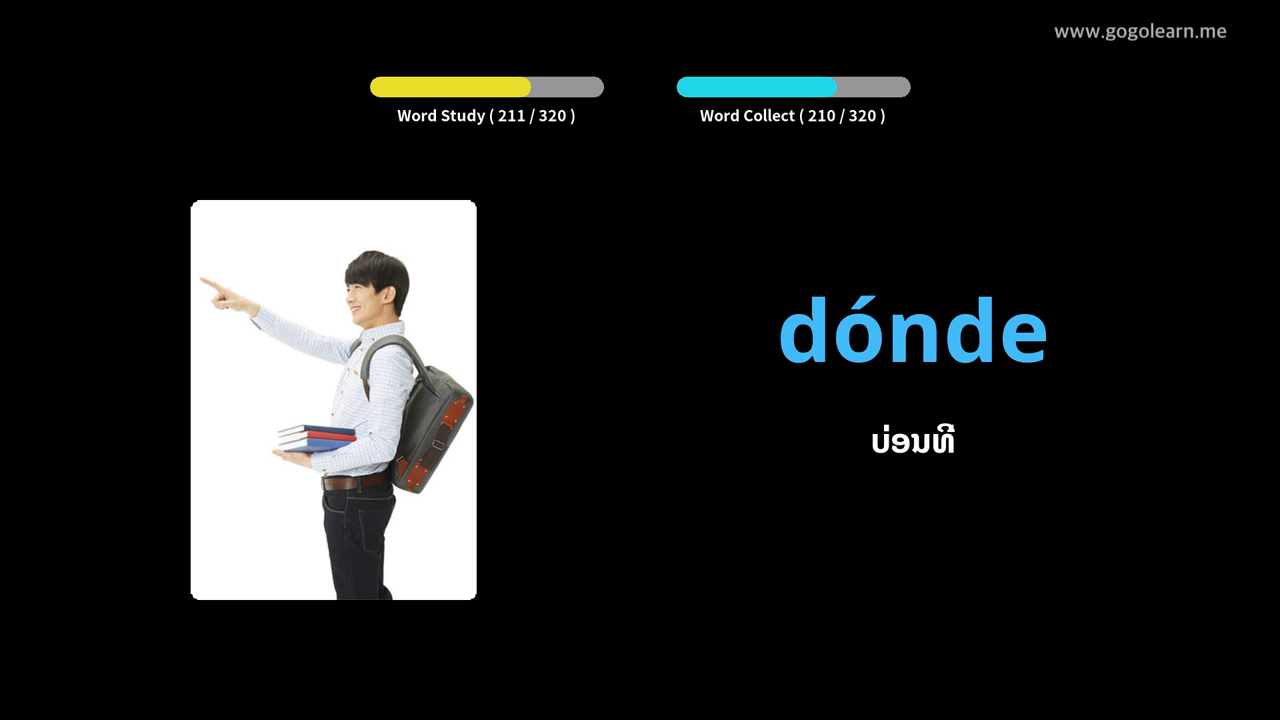 www.gogolearn.me
Word Study ( 211 / 320 )
Word Collect ( 210 / 320 )
dónde
ບ່ອນທີ